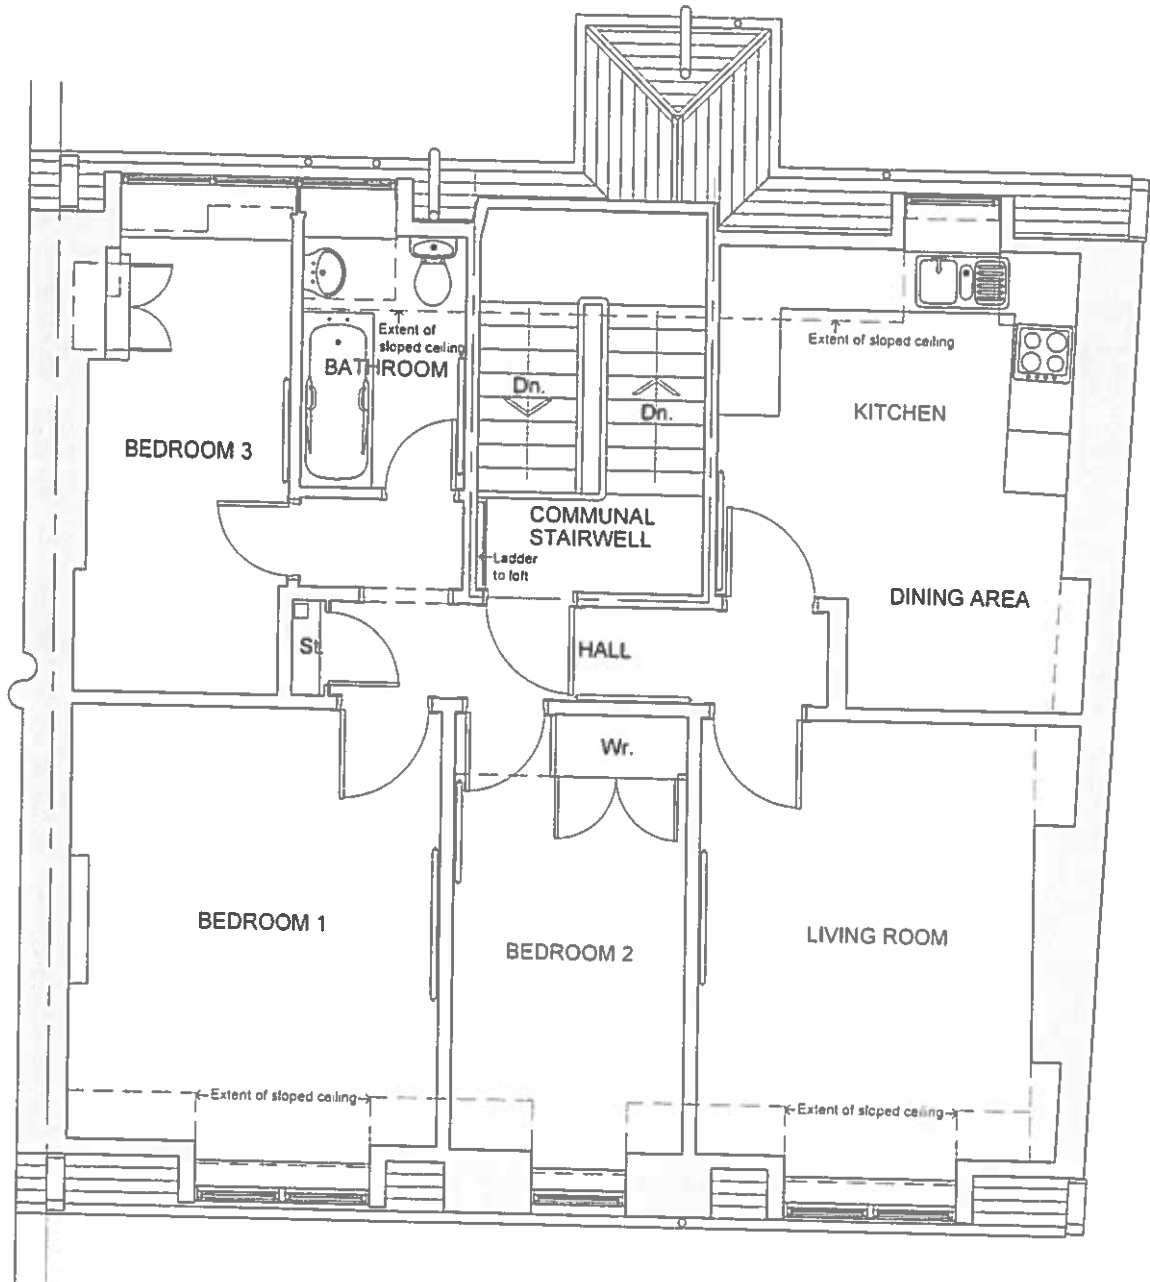 Extent of
sloped ceiling
BATHROOM
Extent of sloped ceiling
Dn.
Dn.
KITCHEN
BEDROOM 3
COMMUNAL
STAIRWELL
Ladder
to loft
DINING AREA
St.
HALL
Wr.
BEDROOM 1
BEDROOM 2
LIVING ROOM
Extent of sloped ceiling
Extent of sloped ceiling